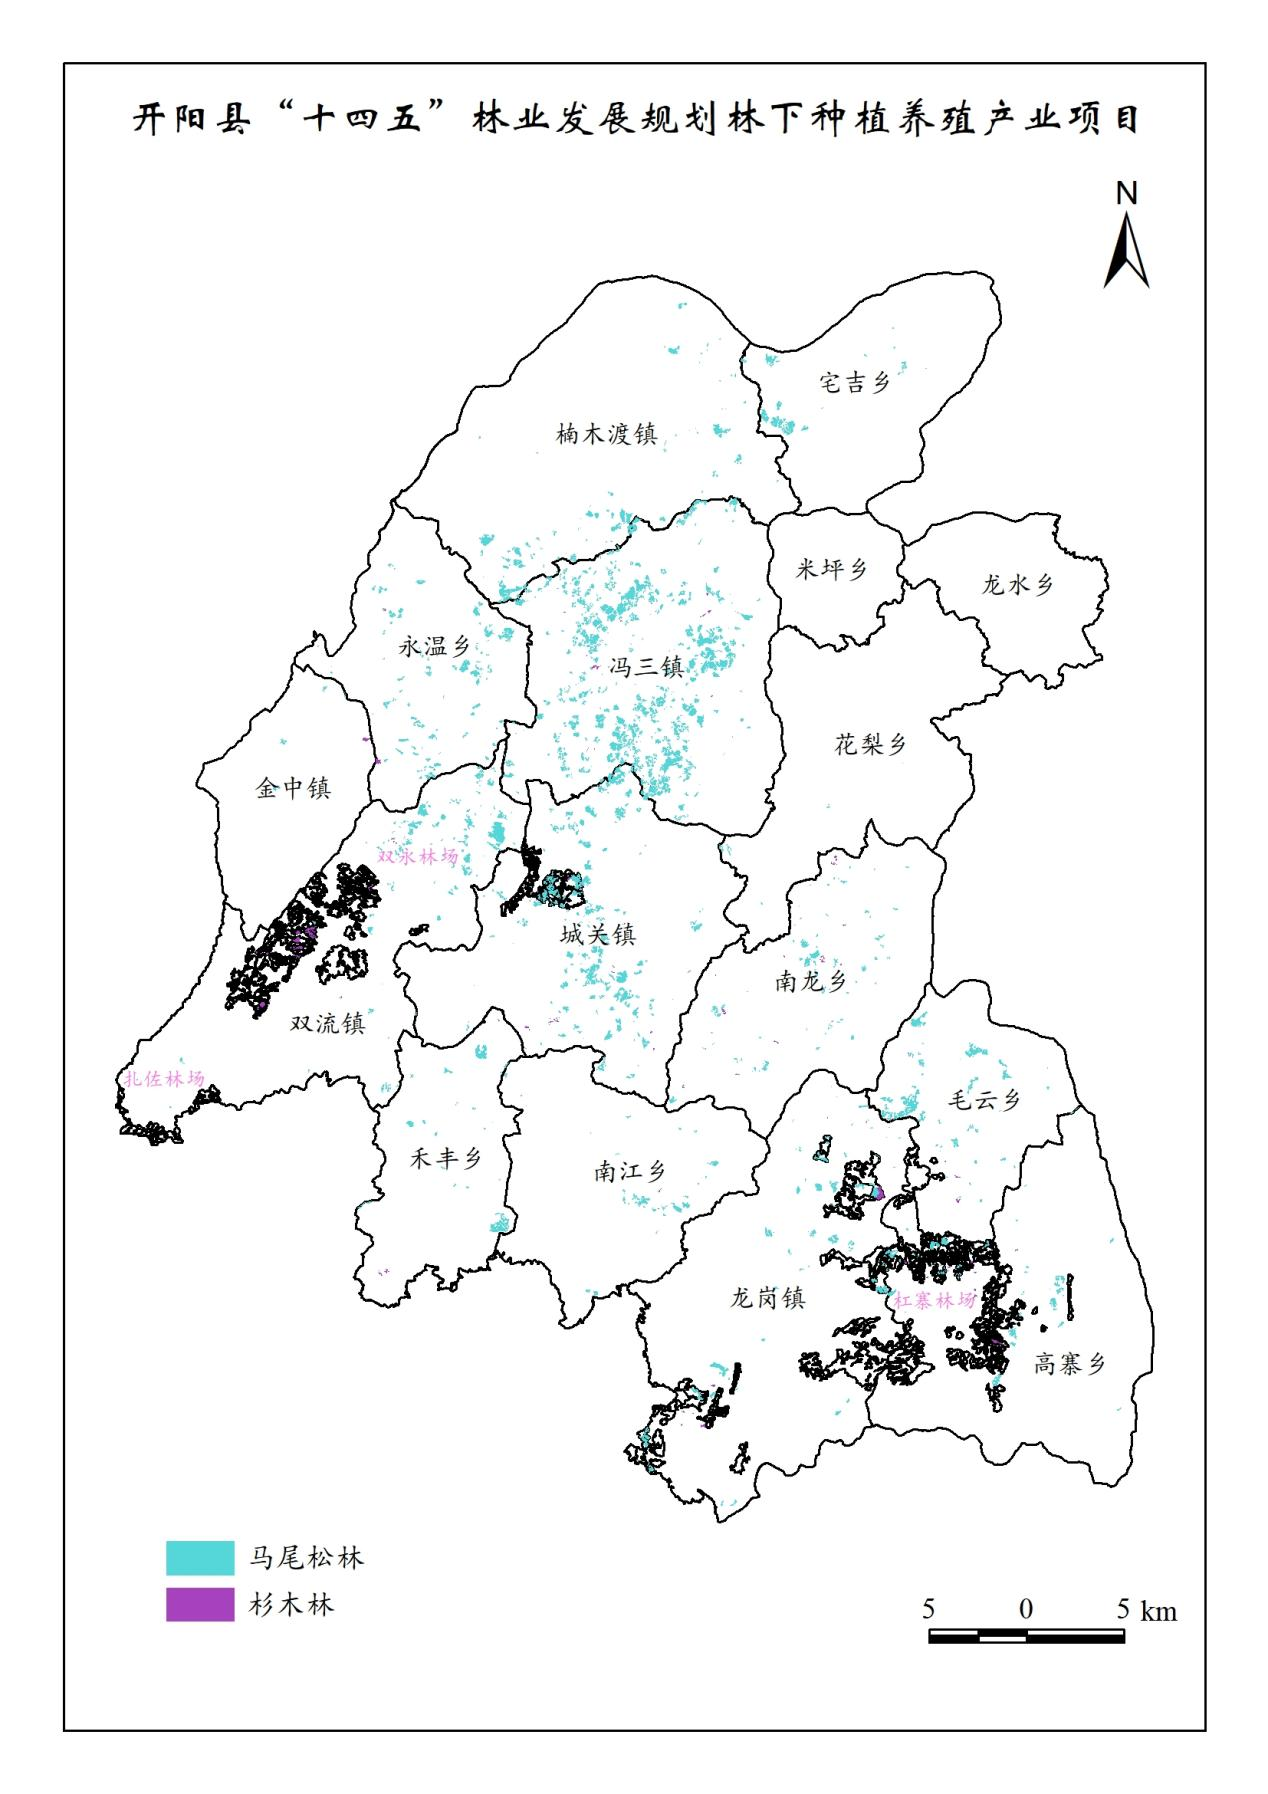 开阳县“十四五”林业发展规划林下种植养殖产业项目
N
宅吉乡
楠木渡镇
米坪乡
龙水乡
永温乡
冯三镇
花梨乡
金中镇
双永林场
城关镇
南龙乡
双流镇
扎佐林场
毛云乡
禾丰乡
南江乡
龙岗镇
杠寨林场
高寨乡
马尾松林
杉木林
5 0 5 km